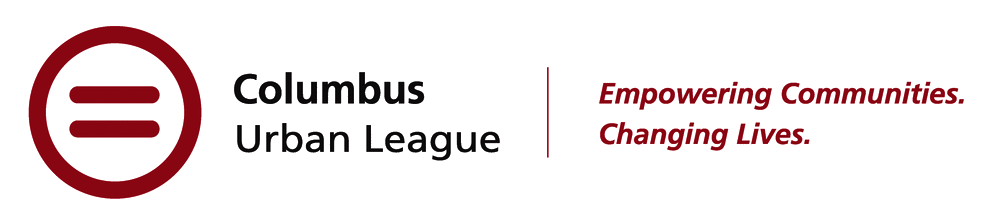 Columbus
Urban League
Empowering Communities.
Changing Lives.